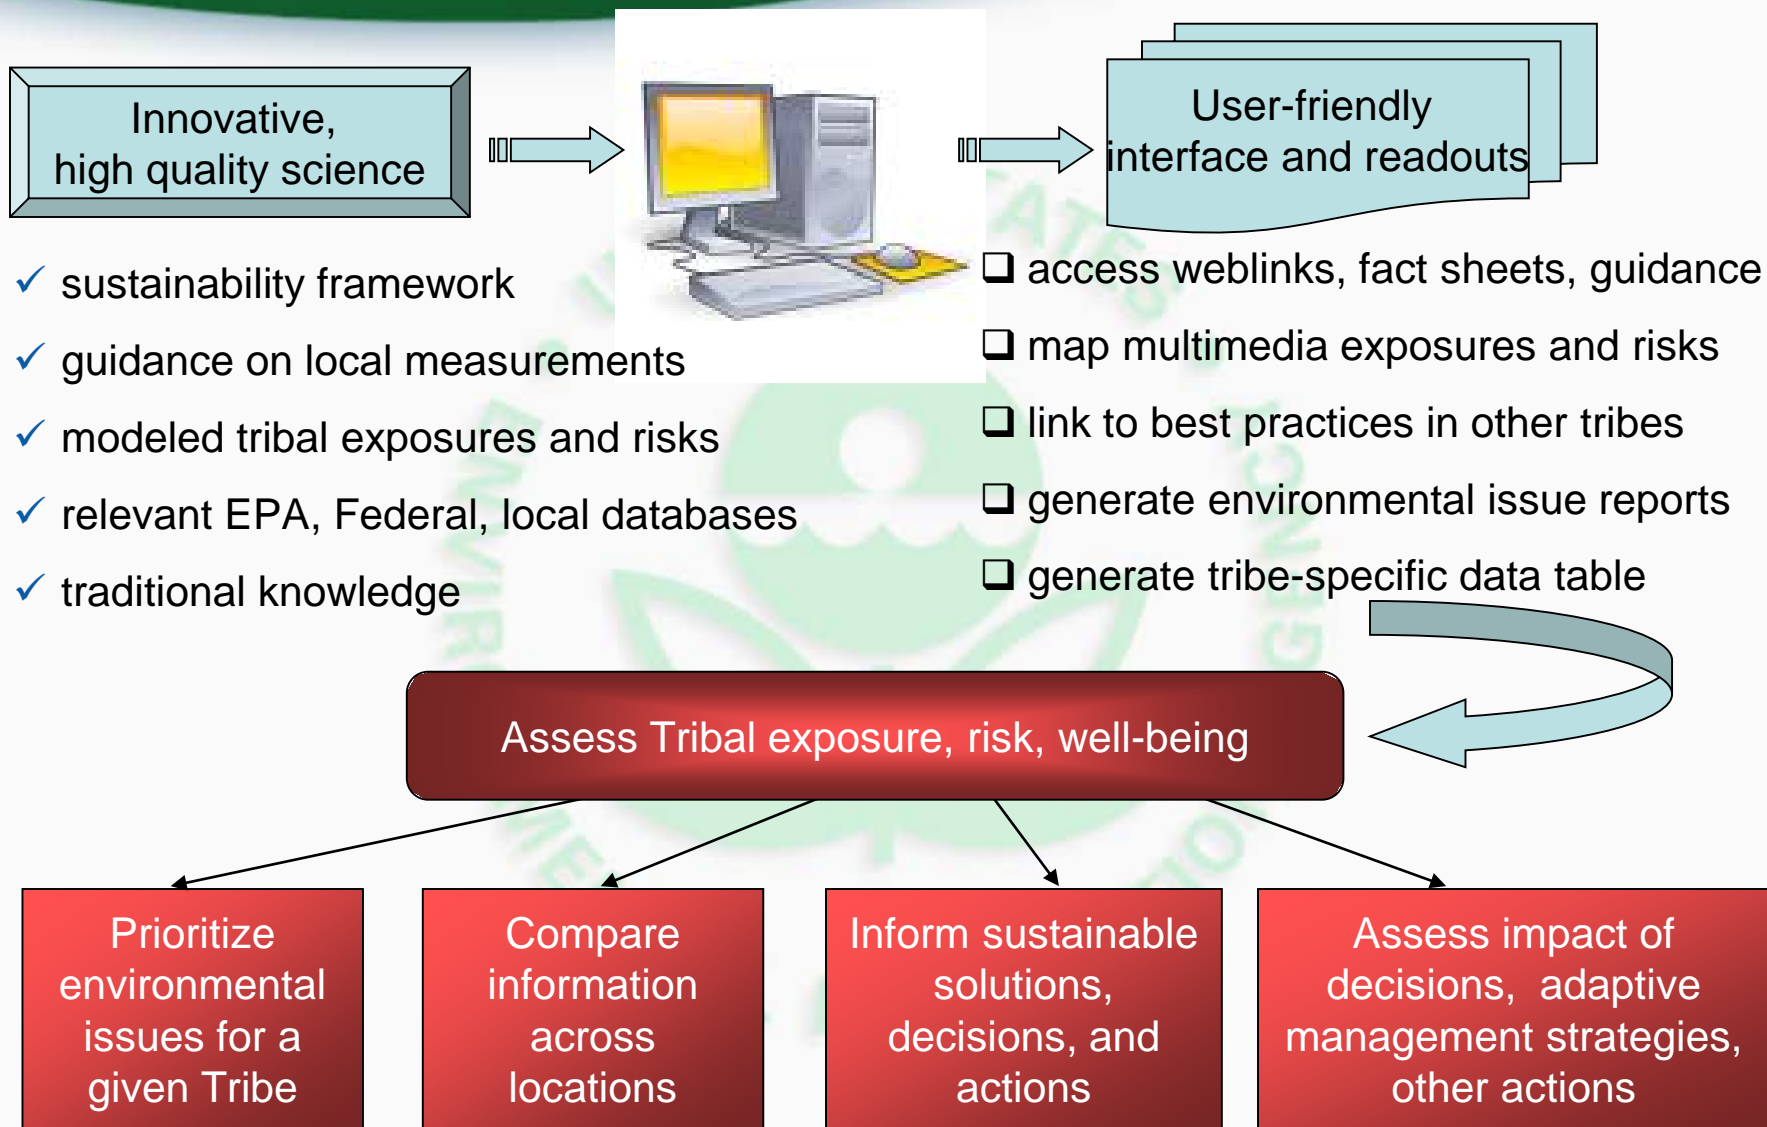 Innovative,
high quality science
User-friendly
interface and readouts
✓ sustainability framework
✓ guidance on local measurements
✓ modeled tribal exposures and risks
✓ relevant EPA, Federal, local databases
✓ traditional knowledge
❑ access weblinks, fact sheets, guidance
❑ map multimedia exposures and risks
❑ link to best practices in other tribes
❑ generate environmental issue reports
❑ generate tribe-specific data table
Assess Tribal exposure, risk, well-being
Prioritize
environmental
issues for a
given Tribe
Compare
information
across
locations
Inform sustainable
solutions,
decisions, and
actions
Assess impact of
decisions,  adaptive
management strategies,
other actions